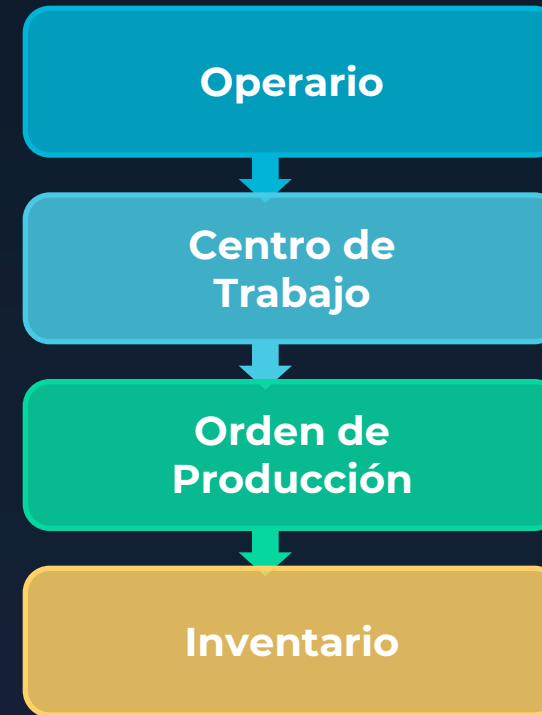 Operario
Centro de
Trabajo
Orden de
Producción
Inventario